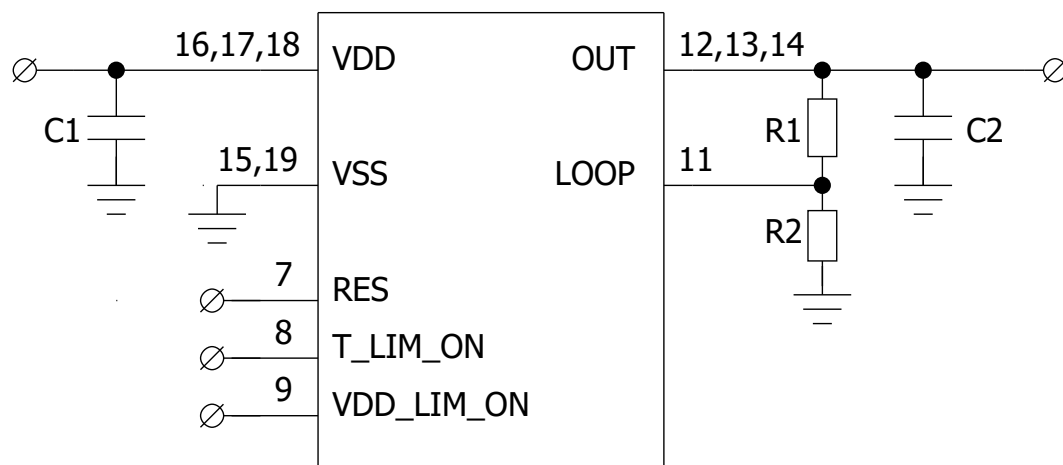 16,17,18 VDD OUT 12,13,14
C1 R1 C2
15,19 VSS LOOP 11
R2
7 RES
8 T_LIM_ON
9 VDD_LIM_ON